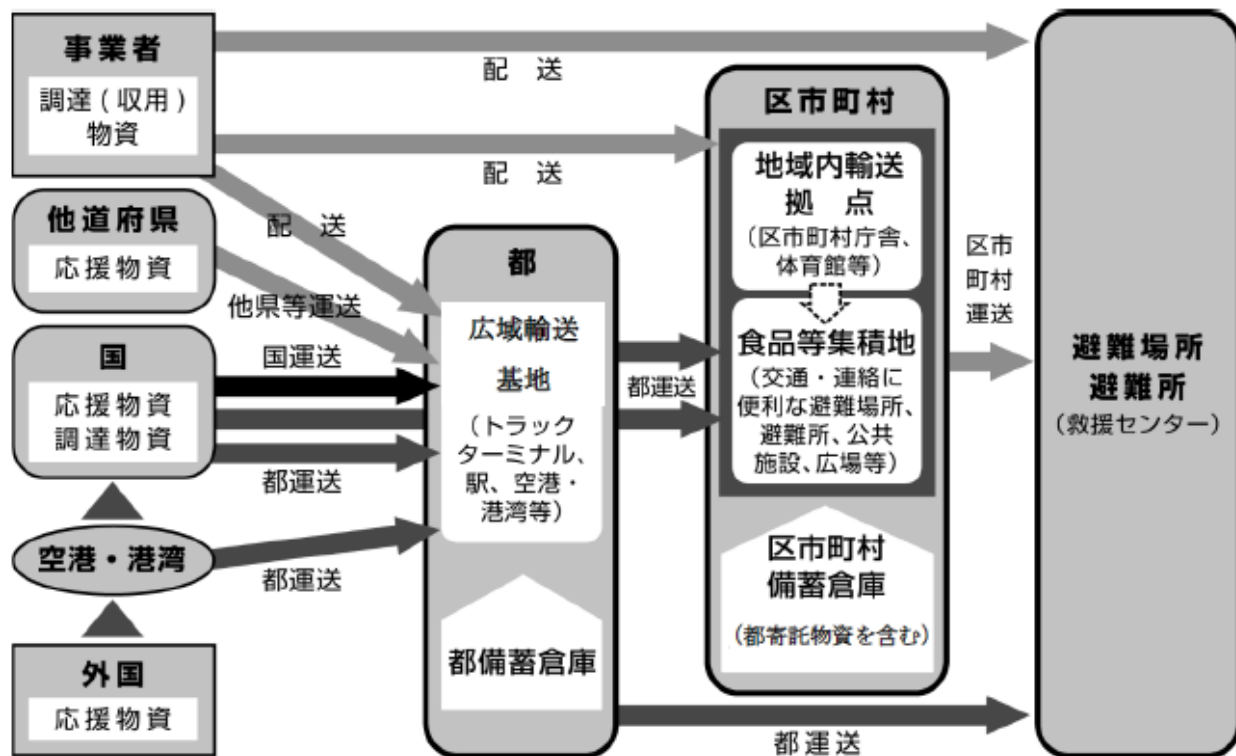 事業者
調達(収用)
物資
他道府県
応援物資
国
応援物資
調達物資
空港・港湾
外国
応援物資
配 送
配 送
配 送
他県等運送
国運送
都運送
都運送
都
広域輸送
基地
(トラック
ターミナル、
駅、空港・
港湾等)
都備蓄倉庫
都運送
都運送
区市町村
地域内輸送
拠 点
(区市町村庁舎、
体育館等)
食品等集積地
(交通・連絡に
便利な避難場所、
避難所、公共
施設、広場等)
区市町村
備蓄倉庫
(都寄託物資を含む)
区市
町村
運送
避難場所
避難所
(救援センター)